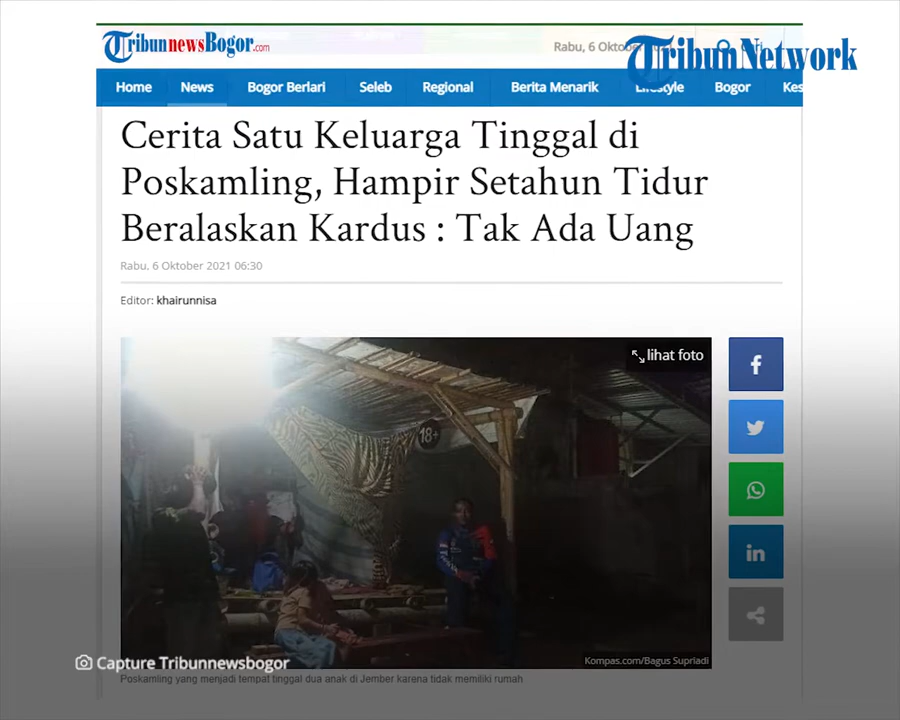 TribunnewsBogor.com
Rabu, 6 Oktober
TribunNetwork
Home News Bogor Berlari Seleb Regional Berita Menarik Lifestyle Bogor Kes
Cerita Satu Keluarga Tinggal di
Poskamling, Hampir Setahun Tidur
Beralaskan Kardus : Tak Ada Uang
Rabu, 6 Oktober 2021 06:30
Editor: khairunnisa
lihat foto
18+
Kompas.com/Bagus Supriadi
Capture Tribunnewsbogor
Poskamling yang menjadi tempat tinggal dua anak di Jember karena tidak memiliki rumah